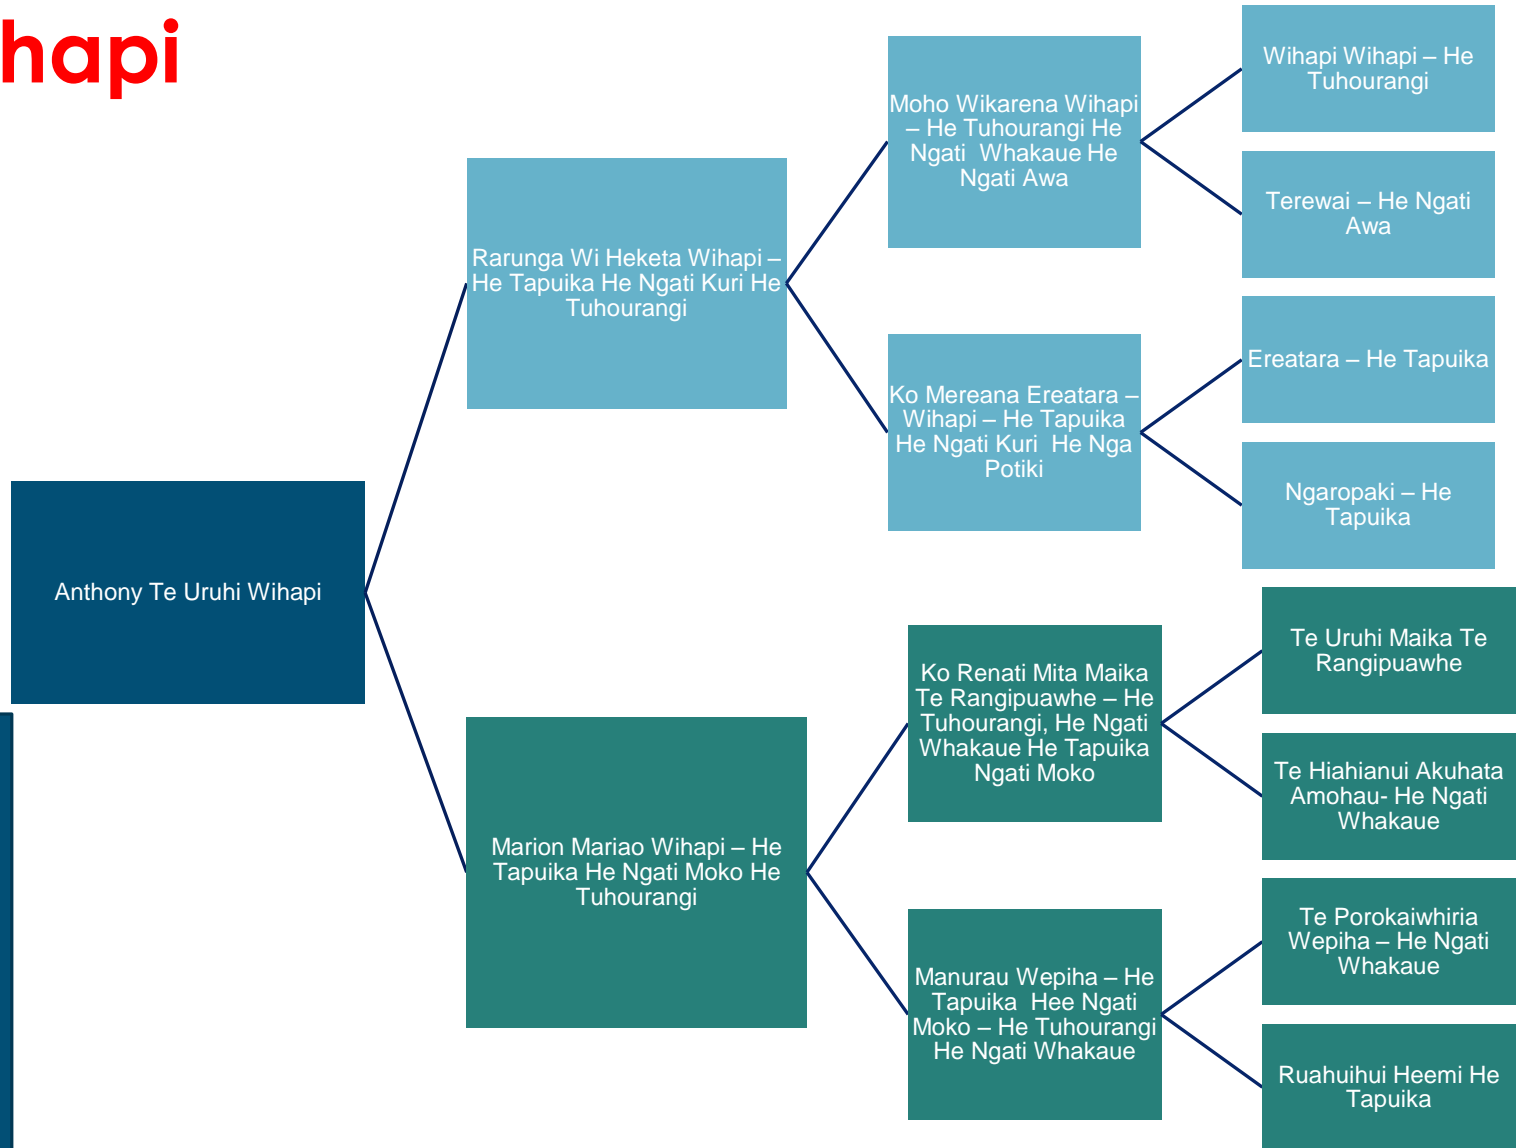 hapi
Wihapi Wihapi – He
Tuhourangi
Moho Wikarena Wihapi
– He Tuhourangi He
Ngati Whakaue He
Ngati Awa
Terewai – He Ngati
Awa
Rarunga Wi Heketa Wihapi –
He Tapuika He Ngati Kuri He
Tuhourangi
Ereatara – He Tapuika
Ko Mereana Ereatara –
Wihapi – He Tapuika
He Ngati Kuri He Nga
Potiki
Ngaropaki – He
Tapuika
Anthony Te Uruhi Wihapi
Te Uruhi Maika Te
Rangipuawhe
Ko Renati Mita Maika
Te Rangipuawhe – He
Tuhourangi, He Ngati
Whakaue He Tapuika
Ngati Moko
Te Hiahianui Akuhata
Amohau- He Ngati
Whakaue
Marion Mariao Wihapi – He
Tapuika He Ngati Moko He
Tuhourangi
Te Porokaiwhiria
Wepiha – He Ngati
Whakaue
Manurau Wepiha – He
Tapuika Hee Ngati
Moko – He Tuhourangi
He Ngati Whakaue
Ruahuihui Heemi He
Tapuika